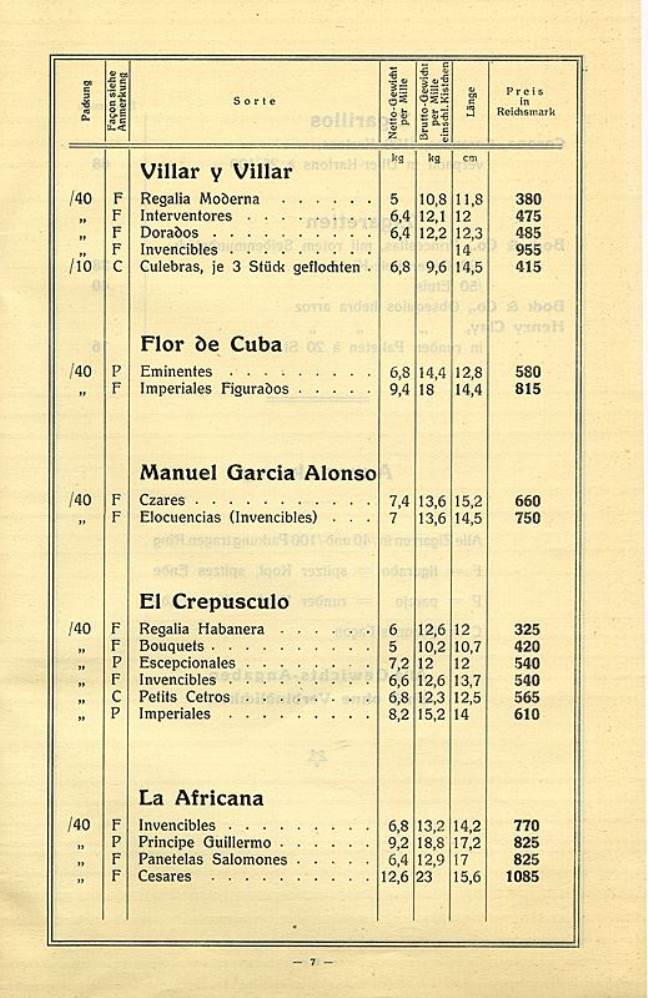 Packung | Façon siehe Anmerkung | Sorte | Netto-Gewicht per Mille | Brutto-Gewicht per Mille einschl. Kistchen | Länge | Preis in Reichsmark
kg kg cm
Villar y Villar
/40 F Regalia Moderna . . . . . . 5 10,8 11,8 380
„ F Interventores . . . . . . . . 6,4 12,1 12 475
„ F Dorados . . . . . . . . . . 6,4 12,2 12,3 485
„ F Invencibles . . . . . . . . . 14 955
/10 C Culebras, je 3 Stück geflochten . 6,8 9,6 14,5 415
Flor de Cuba
/40 P Eminentes . . . . . . . . . 6,8 14,4 12,8 580
„ F Imperiales Figurados . . . . . 9,4 18 14,4 815
Manuel Garcia Alonso
/40 F Czares . . . . . . . . . . . 7,4 13,6 15,2 660
„ F Elocuencias (Invencibles) . . . 7 13,6 14,5 750
El Crepusculo
/40 F Regalia Habanera . . . . . . 6 12,6 12 325
„ F Bouquets . . . . . . . . . . 5 10,2 10,7 420
„ P Escepcionales . . . . . . . . 7,2 12 12 540
„ F Invencibles . . . . . . . . . 6,6 12,6 13,7 540
„ C Petits Cetros . . . . . . . . 6,8 12,3 12,5 565
„ P Imperiales . . . . . . . . . 8,2 15,2 14 610
La Africana
/40 F Invencibles . . . . . . . . . 6,8 13,2 14,2 770
„ P Principe Guillermo . . . . . . 9,2 18,8 17,2 825
„ F Panetelas Salomones . . . . . 6,4 12,9 17 825
„ F Cesares . . . . . . . . . . 12,6 23 15,6 1085
— 7 —